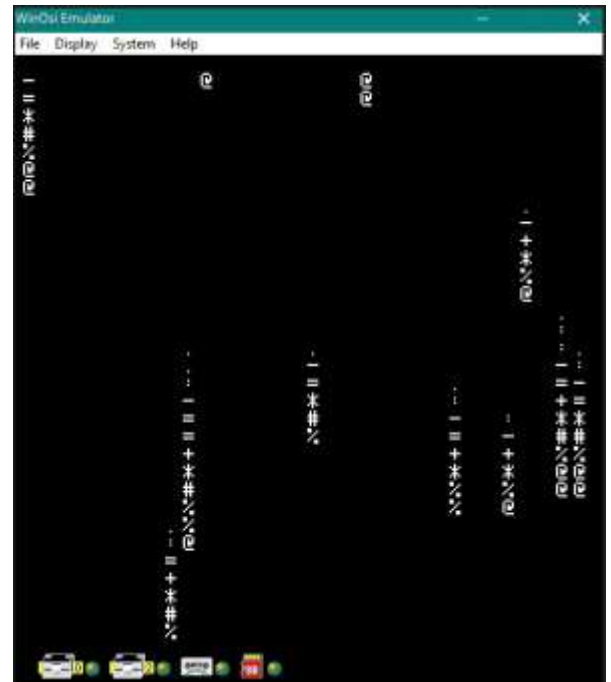 WinOsi Emulator
File Display System Help
- @ @
= @
*
#
%
@
@
.
-
+
*
%
@
.
:
. . : 
. - - :
: = = -
- * . + =
= # : : * *
= % - - # #
+ = + % %
* + * @ @
# * % @ @
% % @
% %
. @
:
=
+
*
#
%